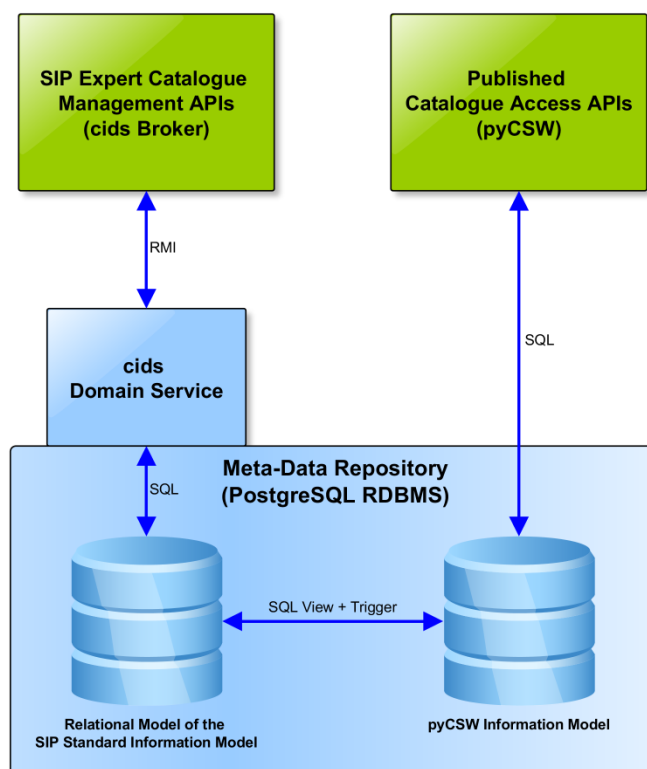 SIP Expert Catalogue
Management APIs
(cids Broker)
Published
Catalogue Access APIs
(pyCSW)
RMI
SQL
cids
Domain Service
Meta-Data Repository
(PostgreSQL RDBMS)
SQL
SQL View + Trigger
Relational Model of the
SIP Standard Information Model
pyCSW Information Model